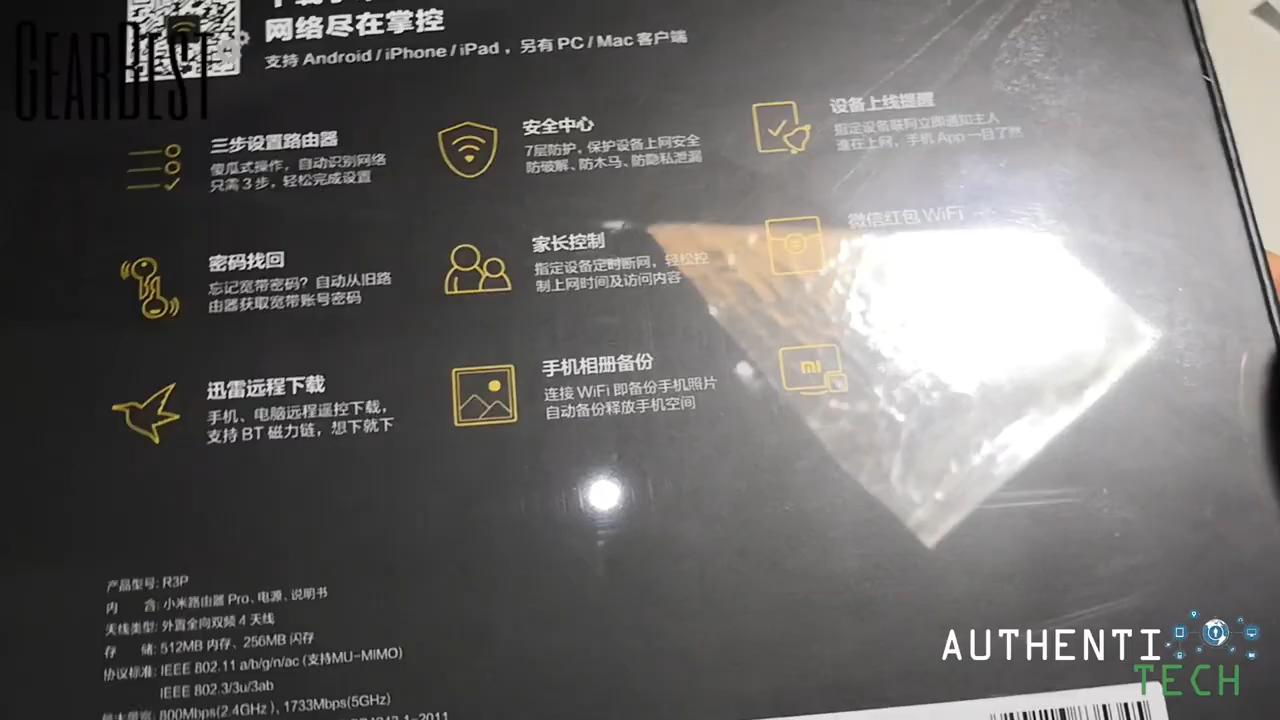 GEARBEST
网络尽在掌控
支持 Android / iPhone / iPad，另有 PC / Mac 客户端
三步设置路由器
傻瓜式操作，自动识别网络
只需 3 步，轻松完成设置
安全中心
7层防护，保护设备上网安全
防破解、防木马、防隐私泄漏
设备上线提醒
指定设备联网立即通知主人
谁在上网，手机 App 一目了然
密码找回
忘记宽带密码？自动从旧路
由器获取宽带账号密码
家长控制
指定设备定时断网，轻松控
制上网时间及访问内容
微信红包 WiFi
迅雷远程下载
手机、电脑远程遥控下载，
支持 BT 磁力链，想下就下
手机相册备份
连接 WiFi 即备份手机照片
自动备份释放手机空间
mi
产品型号: R3P
内 含: 小米路由器 Pro、电源、说明书
天线类型: 外置全向双频 4 天线
存 储: 512MB 内存、256MB 闪存
协议标准: IEEE 802.11 a/b/g/n/ac (支持MU-MIMO)
IEEE 802.3/3u/3ab
800Mbps(2.4GHz), 1733Mbps(5GHz)
AUTHENTI
TECH